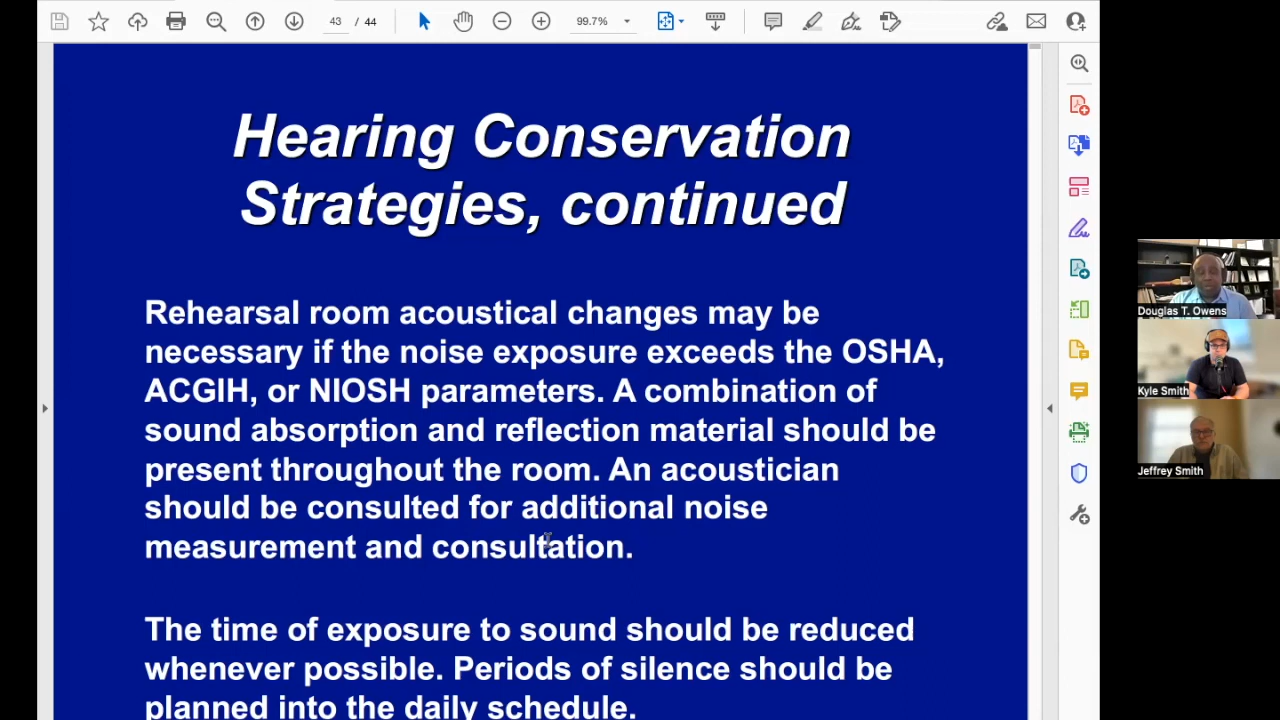 43 / 44
99.7%
Hearing Conservation
Strategies, continued
Rehearsal room acoustical changes may be
necessary if the noise exposure exceeds the OSHA,
ACGIH, or NIOSH parameters. A combination of
sound absorption and reflection material should be
present throughout the room. An acoustician
should be consulted for additional noise
measurement and consultation.
The time of exposure to sound should be reduced
whenever possible. Periods of silence should be
planned into the daily schedule.
Douglas T. Owens
Kyle Smith
Jeffrey Smith